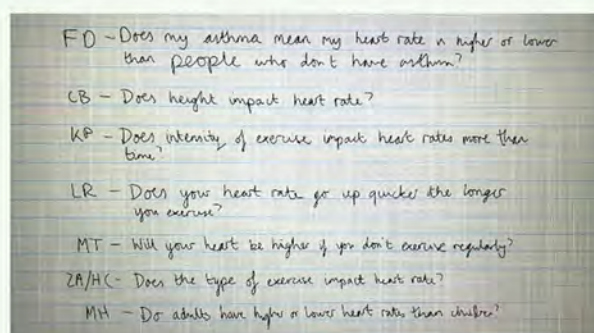 FD - Does my asthma mean my heart rate is higher or lower
than people who don't have asthma?
CB - Does height impact heart rate?
KP - Does intensity of exercise impact heart rates more than
time?
LR - Does your heart rate go up quicker the longer
you exercise?
MT - Will your heart be higher if you don't exercise regularly?
ZA/HC - Does the type of exercise impact heart rate?
MH - Do adults have higher or lower heart rates than children?